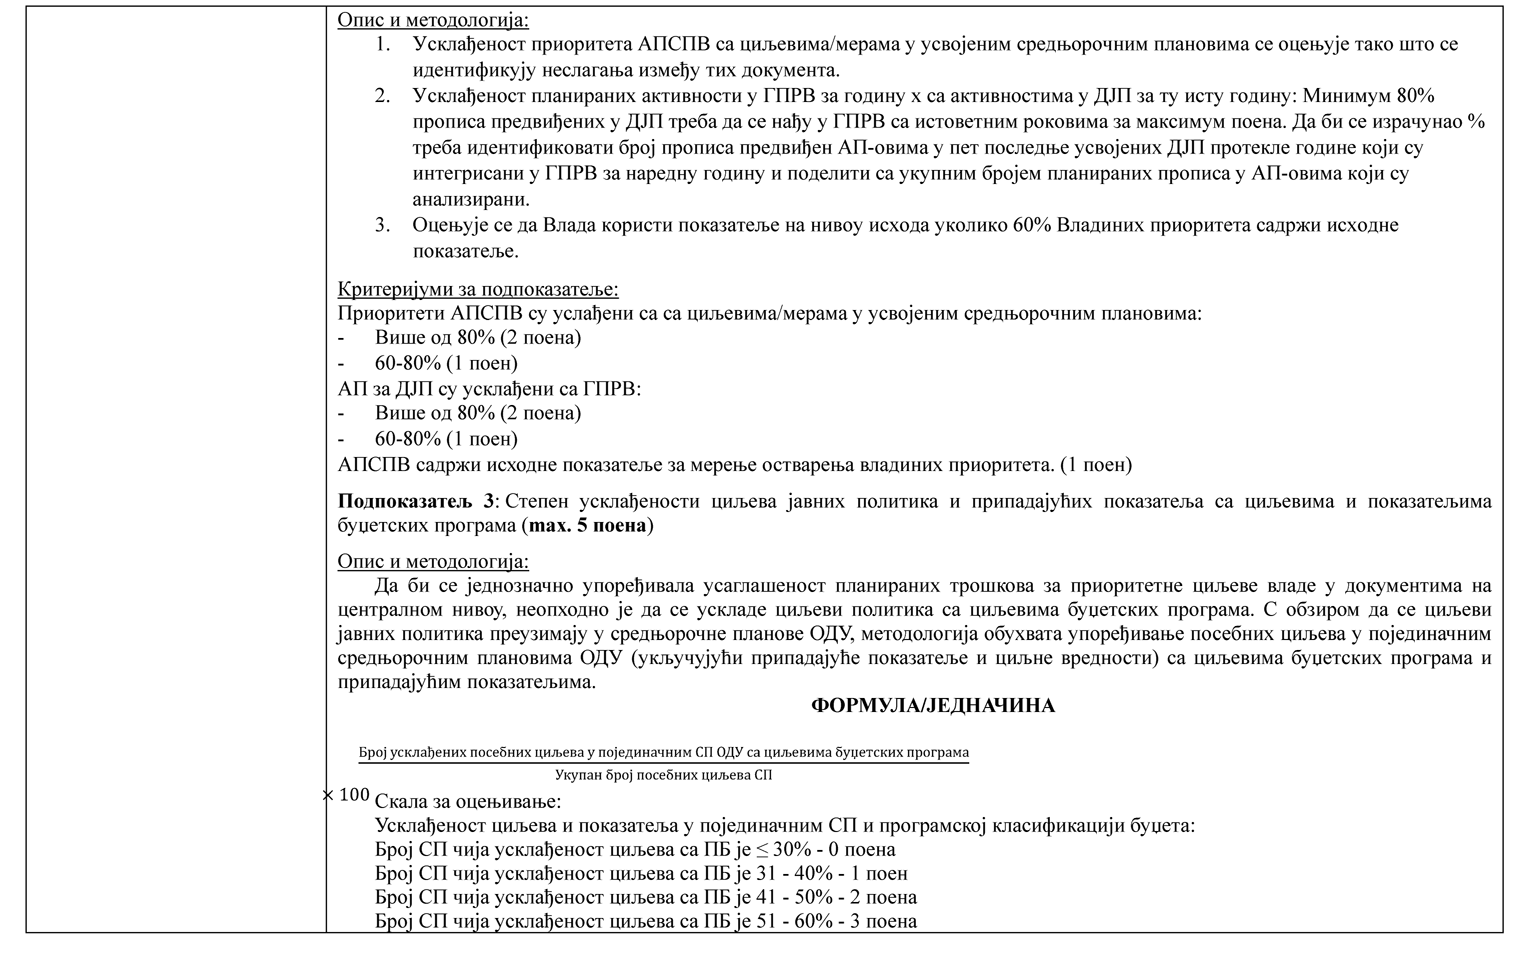 Опис и методологија:
1. Усклађеност приоритета АПСПВ са циљевима/мерама у усвојеним средњорочним плановима се оцењује тако што се
идентификују неслагања између тих документа.
2. Усклађеност планираних активности у ГПРВ за годину х са активностима у ДЈП за ту исту годину: Минимум 80%
прописа предвиђених у ДЈП треба да се нађу у ГПРВ са истоветним роковима за максимум поена. Да би се израчунао %
треба идентификовати број прописа предвиђен АП-овима у пет последње усвојених ДЈП протекле године који су
интегрисани у ГПРВ за наредну годину и поделити са укупним бројем планираних прописа у АП-овима који су
анализирани.
3. Оцењује се да Влада користи показатеље на нивоу исхода уколико 60% Владиних приоритета садржи исходне
показатеље.
Критеријуми за подпоказатеље:
Приоритети АПСПВ су услађени са са циљевима/мерама у усвојеним средњорочним плановима:
- Више од 80% (2 поена)
- 60-80% (1 поен)
АП за ДЈП су усклађени са ГПРВ:
- Више од 80% (2 поена)
- 60-80% (1 поен)
АПСПВ садржи исходне показатеље за мерење остварења владиних приоритета. (1 поен)
Подпоказатељ 3: Степен усклађености циљева јавних политика и припадајућих показатеља са циљевима и показатељима
буџетских програма (max. 5 поена)
Опис и методологија:
Да би се једнозначно упоређивала усаглашеност планираних трошкова за приоритетне циљеве владе у документима на
централном нивоу, неопходно је да се ускладе циљеви политика са циљевима буџетских програма. С обзиром да се циљеви
јавних политика преузимају у средњорочне планове ОДУ, методологија обухвата упоређивање посебних циљева у појединачним
средњорочним плановима ОДУ (укључујући припадајуће показатеље и циљне вредности) са циљевима буџетских програма и
припадајућим показатељима.
ФОРМУЛА/ЈЕДНАЧИНА
Број усклађених посебних циљева у појединачним СП ОДУ са циљевима буџетских програма
Укупан број посебних циљева СП
× 100 Скала за оцењивање:
Усклађеност циљева и показатеља у појединачним СП и програмској класификацији буџета:
Број СП чија усклађеност циљева са ПБ је ≤ 30% - 0 поена
Број СП чија усклађеност циљева са ПБ је 31 - 40% - 1 поен
Број СП чија усклађеност циљева са ПБ је 41 - 50% - 2 поена
Број СП чија усклађеност циљева са ПБ је 51 - 60% - 3 поена